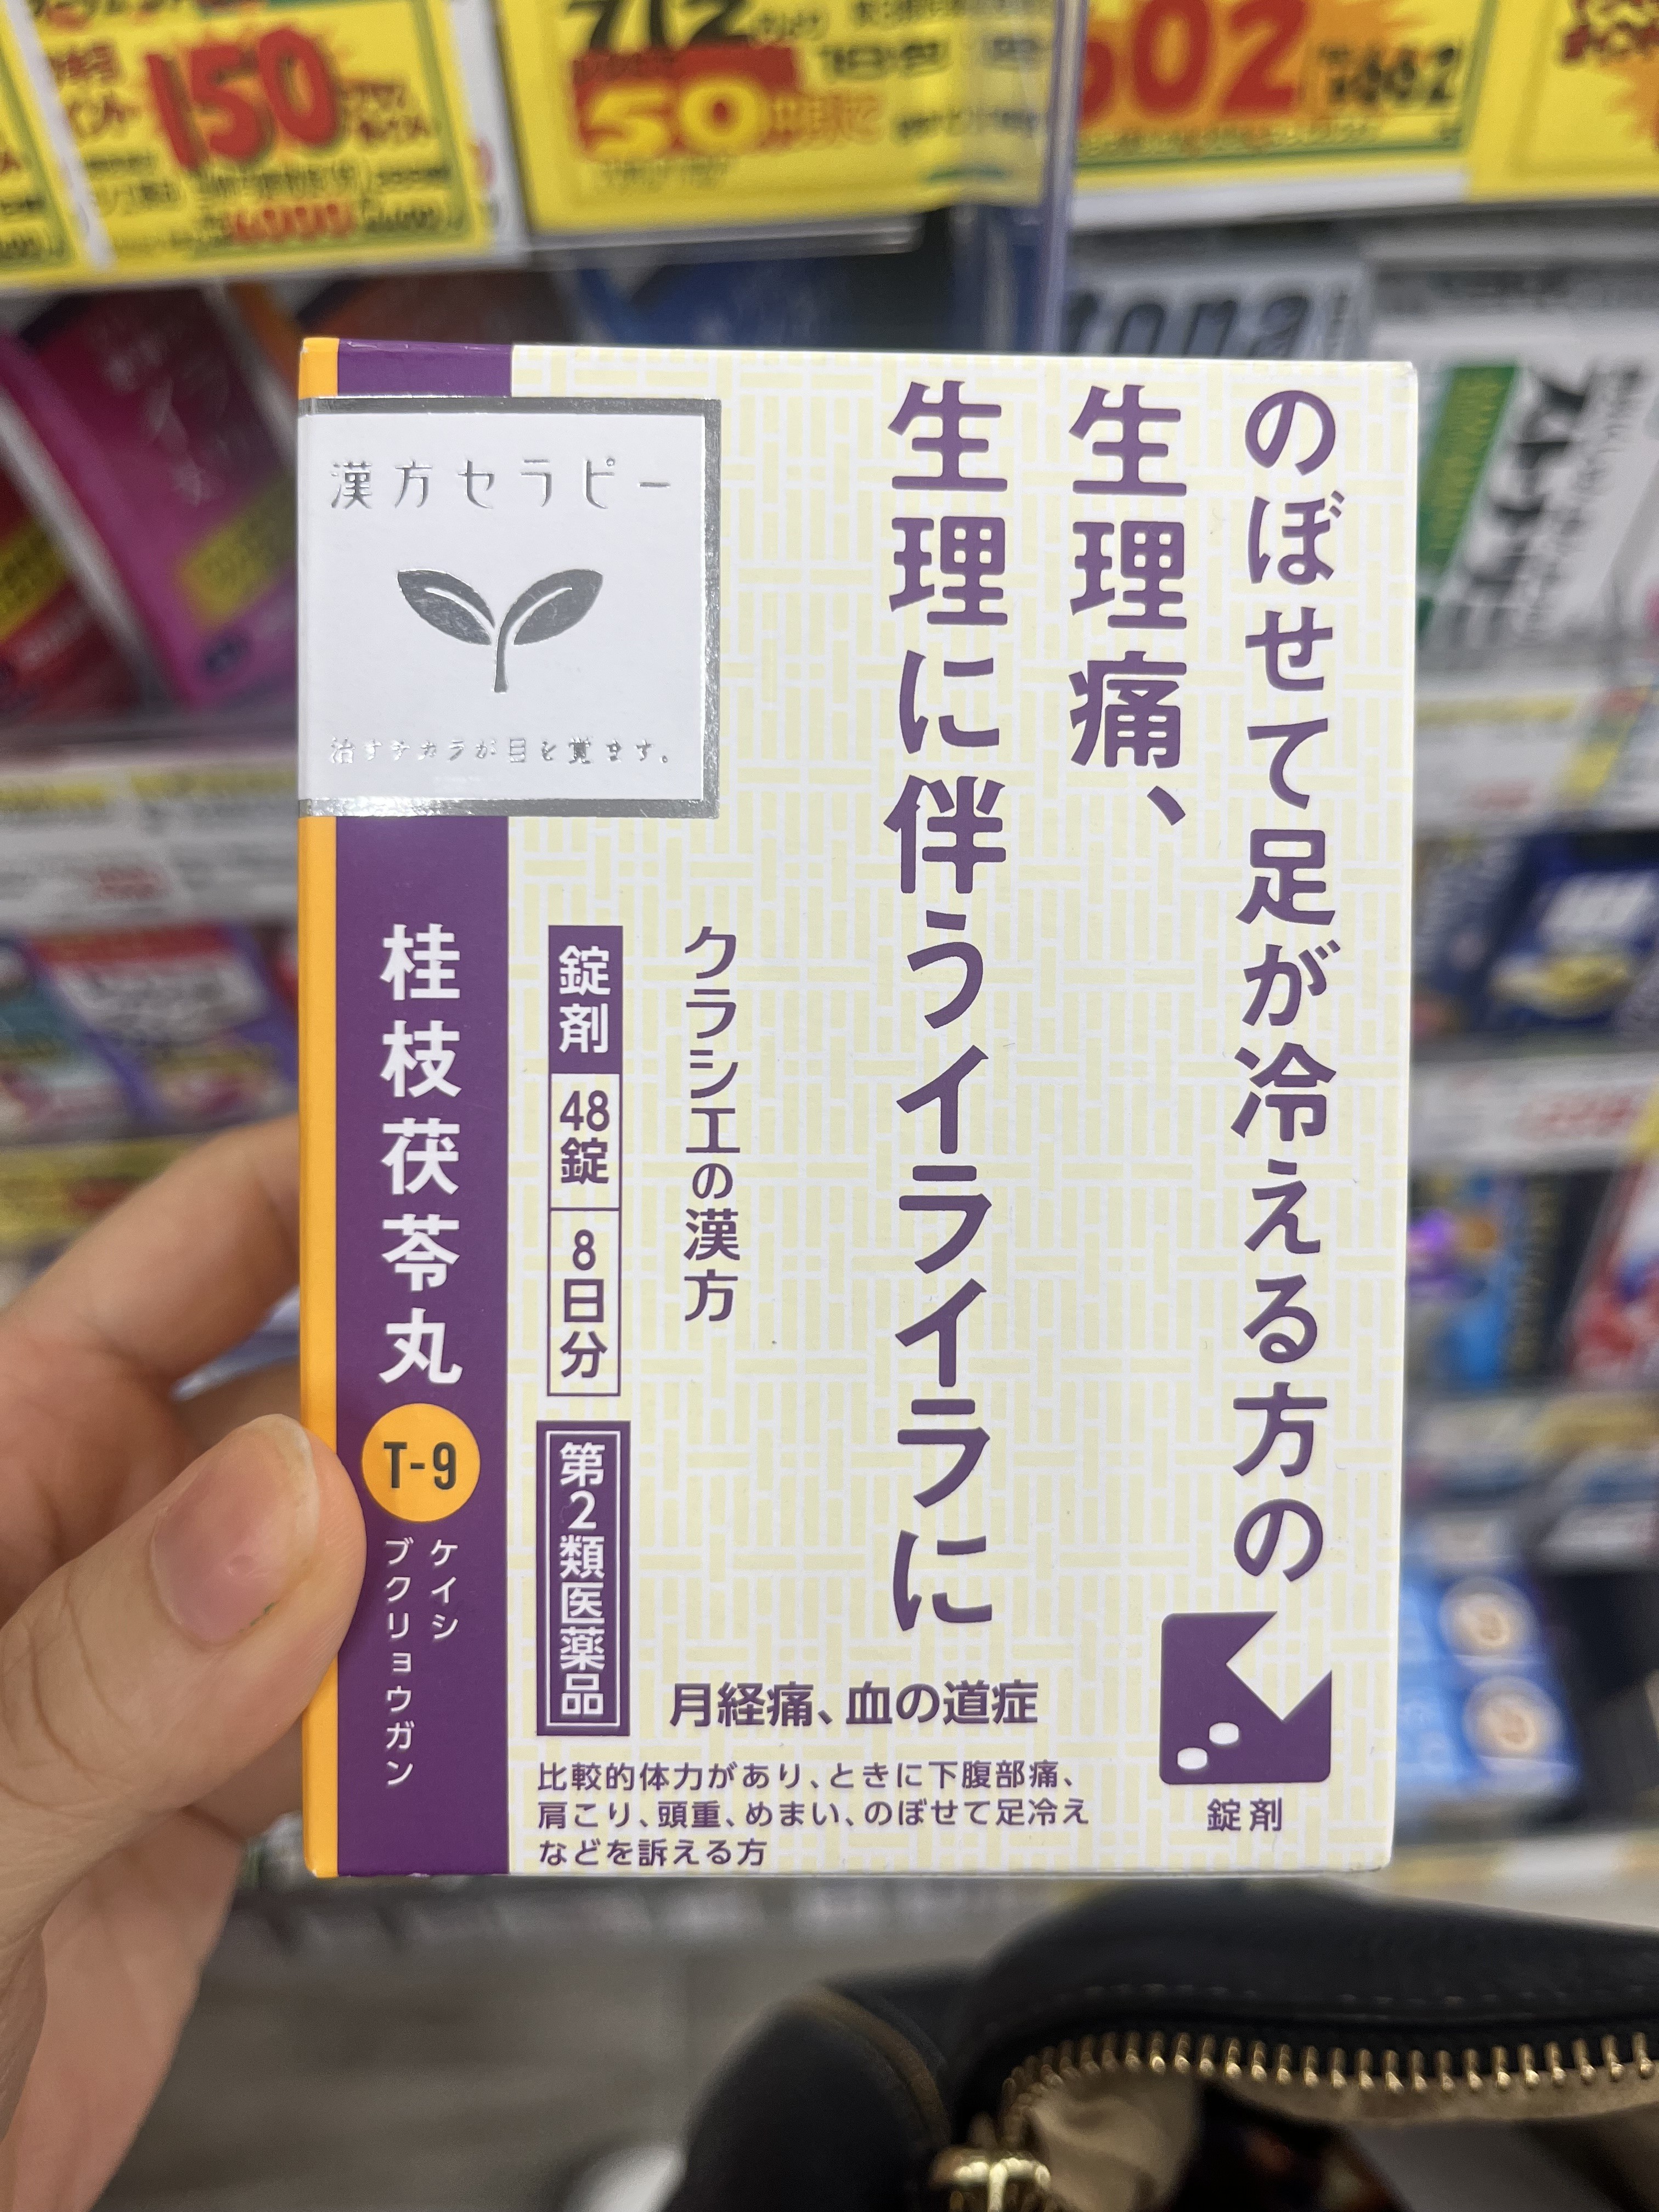 150
712
50
602
662
tona
のぼせて足が冷える方の
生理痛、
生理に伴うイライラに
漢方セラピー
治すチカラが目を覚ます。
クラシエの漢方
錠剤
48錠
8日分
第2類医薬品
桂枝茯苓丸
T-9
ケイシ
ブクリョウガン
月経痛、血の道症
比較的体力があり、ときに下腹部痛、
肩こり、頭重、めまい、のぼせて足冷え
などを訴える方
錠剤